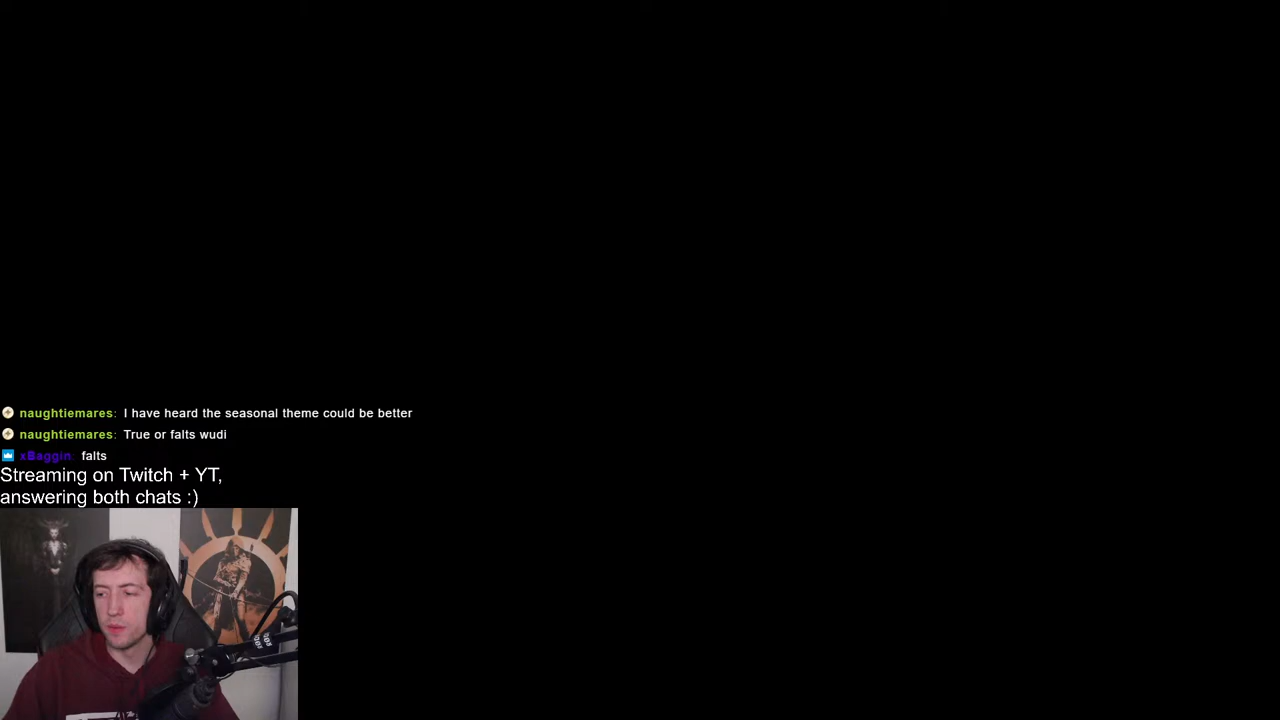 naughtiemares: I have heard the seasonal theme could be better
naughtiemares: True or falts wudi
xBaggin: falts
Streaming on Twitch + YT,
answering both chats :)